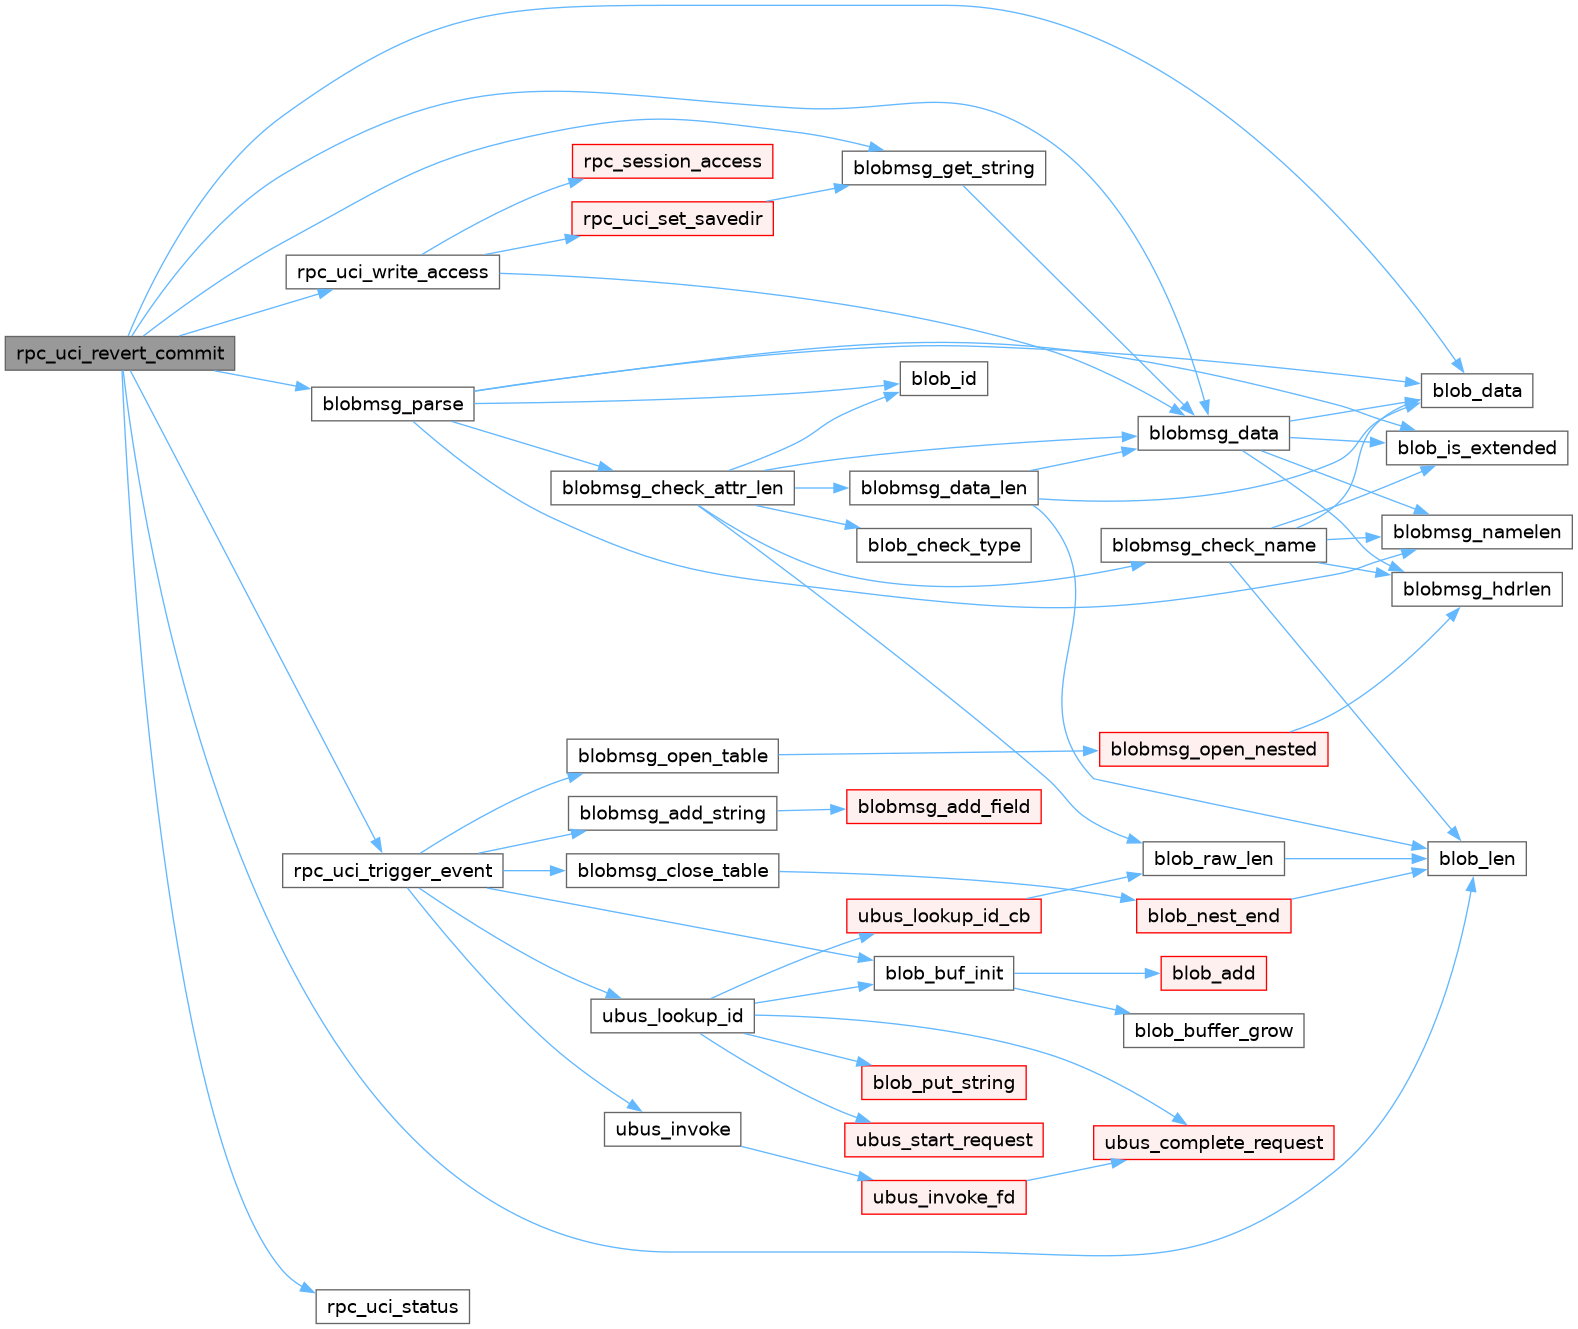 rpc_session_access
blobmsg_get_string
rpc_uci_set_savedir
rpc_uci_write_access
rpc_uci_revert_commit
blob_id
blob_data
blobmsg_parse
blobmsg_data
blob_is_extended
blobmsg_check_attr_len
blobmsg_data_len
blobmsg_namelen
blob_check_type
blobmsg_check_name
blobmsg_hdrlen
blobmsg_open_table
blobmsg_open_nested
blobmsg_add_string
blobmsg_add_field
rpc_uci_trigger_event
blobmsg_close_table
blob_raw_len
blob_len
ubus_lookup_id_cb
blob_nest_end
blob_buf_init
blob_add
ubus_lookup_id
blob_buffer_grow
blob_put_string
ubus_invoke
ubus_start_request
ubus_complete_request
ubus_invoke_fd
rpc_uci_status